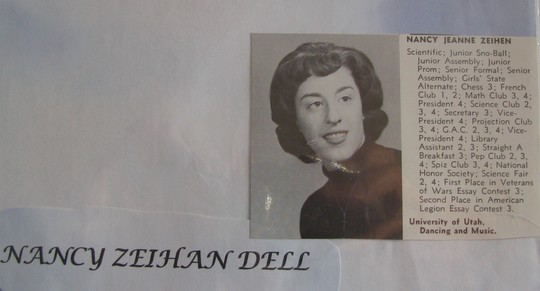 NANCY JEANNE ZEIHEN
Scientific; Junior Sno-Ball;
Junior Assembly; Junior
Prom; Senior Formal; Senior
Assembly; Girls' State
Alternate; Chess 3; French
Club 1, 2; Math Club 3, 4;
President 4; Science Club 2,
3, 4; Secretary 3; Vice-
President 4; Projection Club
3, 4; G.A.C. 2, 3, 4; Vice-
President 4; Library
Assistant 2, 3; Straight A
Breakfast 3; Pep Club 2, 3,
4; Spiz Club 3, 4; National
Honor Society; Science Fair
2, 4; First Place in Veterans
of Wars Essay Contest 3;
Second Place in American
Legion Essay Contest 3.
University of Utah,
Dancing and Music.
NANCY ZEIHAN DELL